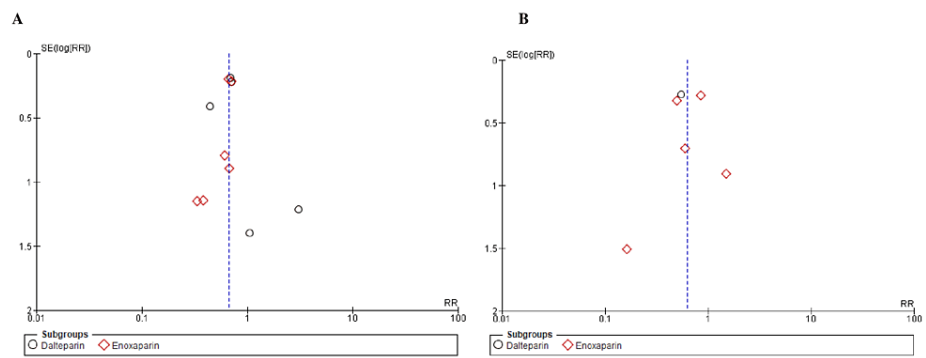 A
SE(log[RR])
0
0.5
1
1.5
2
0.01 0.1 1 10 100
RR
Subgroups
Dalteparin Enoxaparin
B
SE(log[RR])
0
0.5
1
1.5
2
0.01 0.1 1 10 100
RR
Subgroups
Dalteparin Enoxaparin